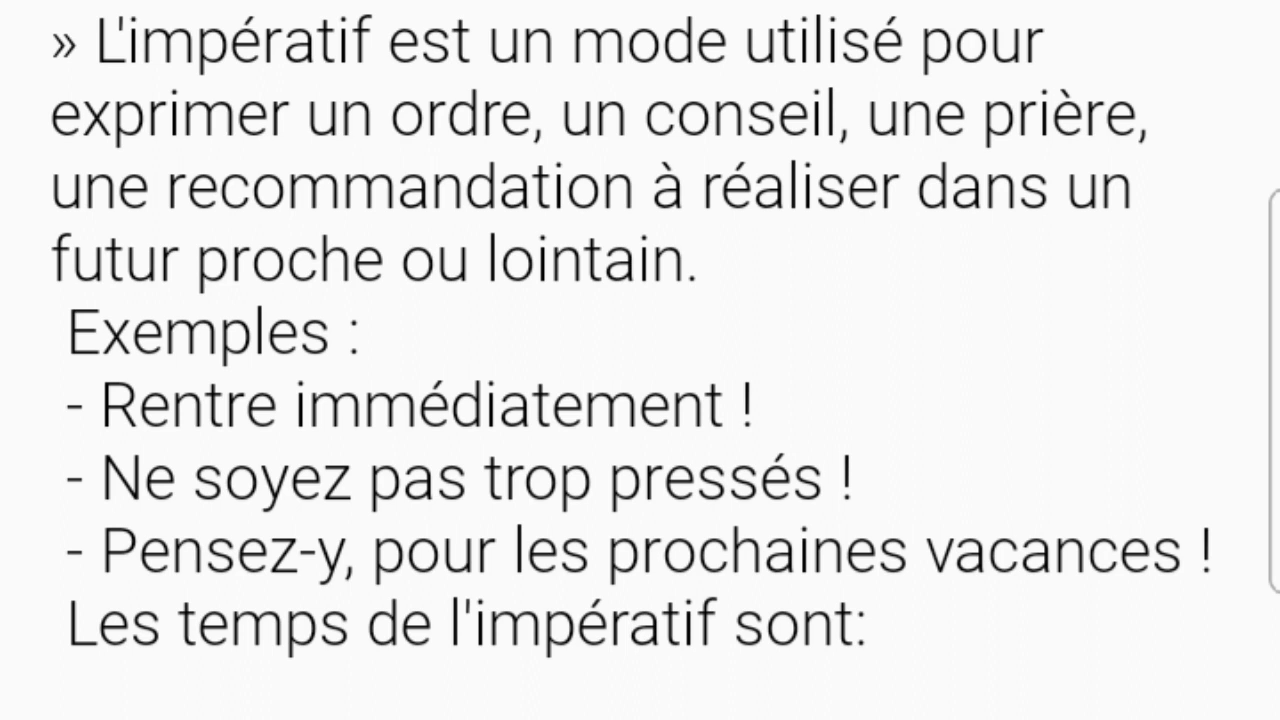 » L'impératif est un mode utilisé pour
exprimer un ordre, un conseil, une prière,
une recommandation à réaliser dans un
futur proche ou lointain.
Exemples :
- Rentre immédiatement !
- Ne soyez pas trop pressés !
- Pensez-y, pour les prochaines vacances !
Les temps de l'impératif sont: